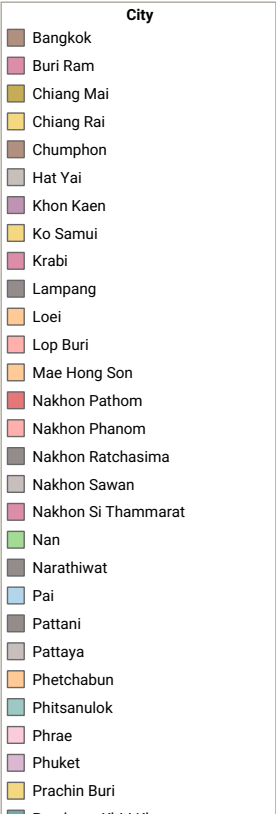 City
Bangkok
Buri Ram
Chiang Mai
Chiang Rai
Chumphon
Hat Yai
Khon Kaen
Ko Samui
Krabi
Lampang
Loei
Lop Buri
Mae Hong Son
Nakhon Pathom
Nakhon Phanom
Nakhon Ratchasima
Nakhon Sawan
Nakhon Si Thammarat
Nan
Narathiwat
Pai
Pattani
Pattaya
Phetchabun
Phitsanulok
Phrae
Phuket
Prachin Buri